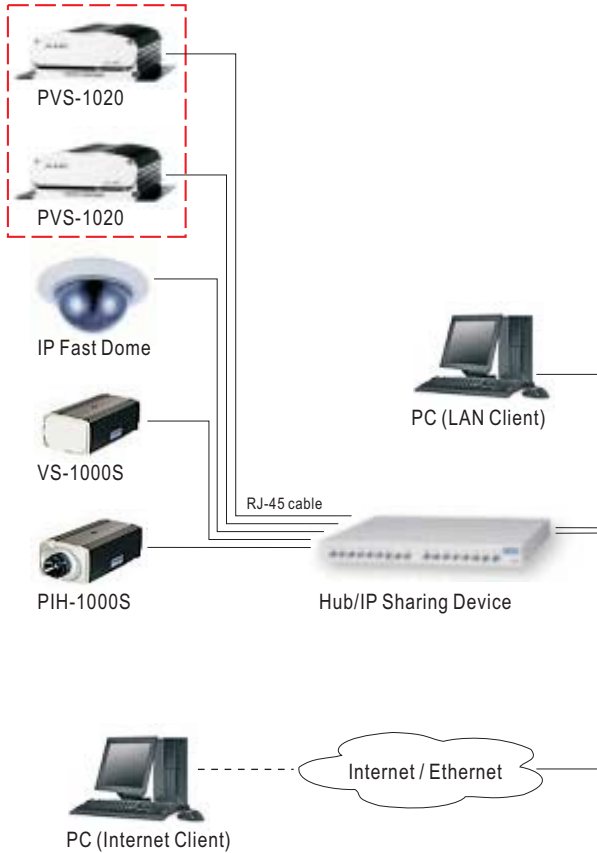 PVS-1020
PVS-1020
IP Fast Dome
PC (LAN Client)
VS-1000S
RJ-45 cable
PIH-1000S
Hub/IP Sharing Device
Internet / Ethernet
PC (Internet Client)